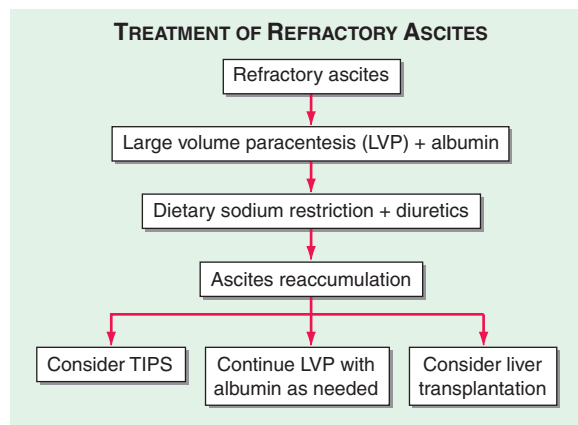 TREATMENT OF REFRACTORY ASCITES
Refractory ascites
Large volume paracentesis (LVP) + albumin
Dietary sodium restriction + diuretics
Ascites reaccumulation
Consider TIPS
Continue LVP with
albumin as needed
Consider liver
transplantation